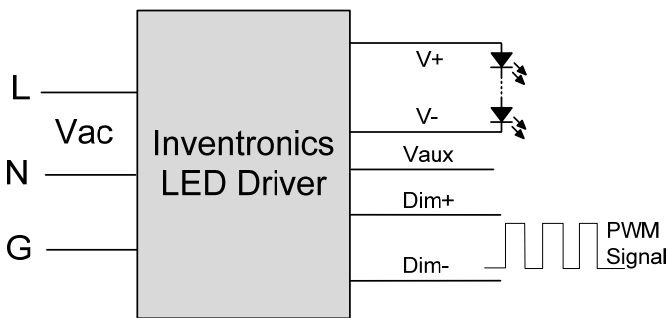 L
Vac
N
G
Inventronics
LED Driver
V+
V-
Vaux
Dim+
Dim-
PWM
Signal